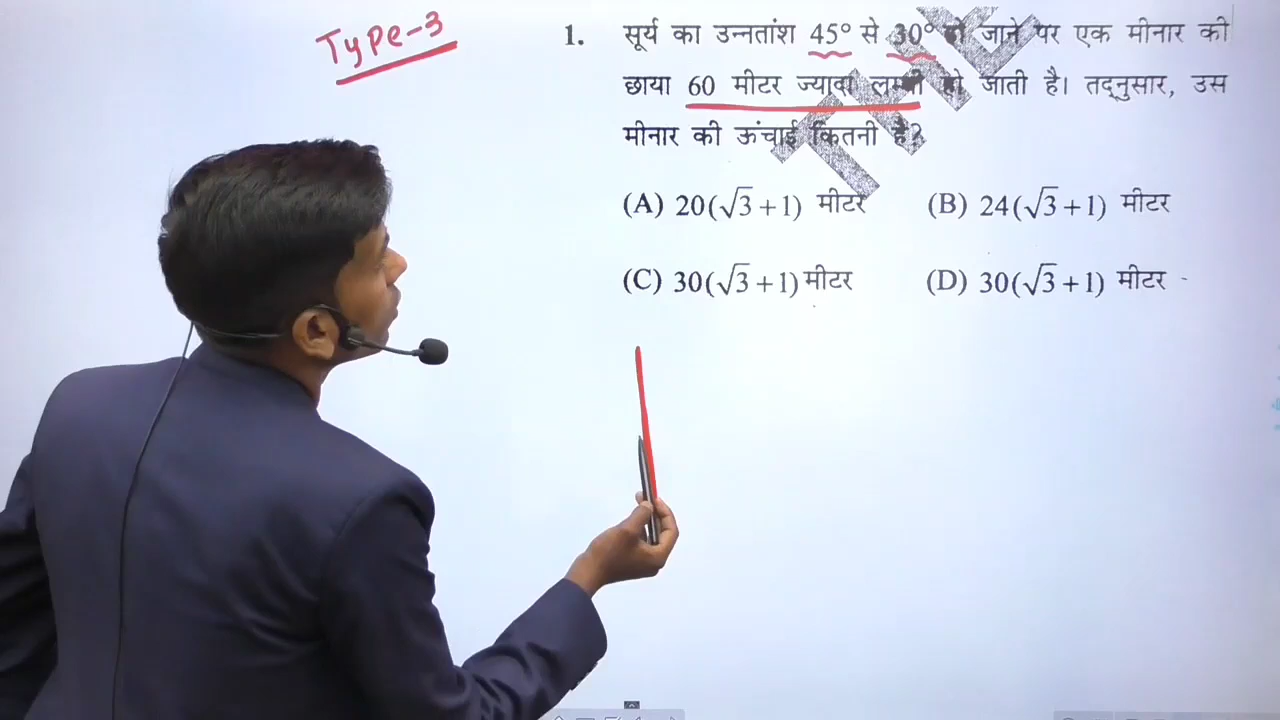 Type-3
1. सूर्य का उन्नतांश 45° से 30° हो जाने पर एक मीनार की
छाया 60 मीटर ज्यादा लम्बी हो जाती है। तद्नुसार, उस
मीनार की ऊंचाई कितनी है?
(A) 20(√3+1) मीटर (B) 24(√3+1) मीटर
(C) 30(√3+1) मीटर (D) 30(√3+1) मीटर